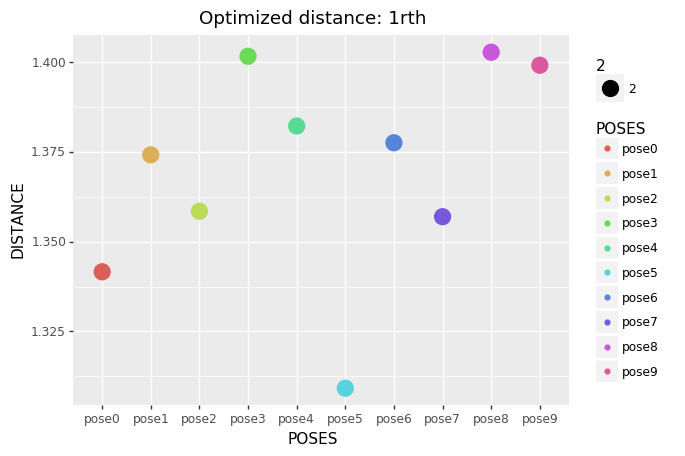 Optimized distance: 1rth
DISTANCE
1.400
1.375
1.350
1.325
pose0 pose1 pose2 pose3 pose4 pose5 pose6 pose7 pose8 pose9
POSES
2
2
POSES
pose0
pose1
pose2
pose3
pose4
pose5
pose6
pose7
pose8
pose9